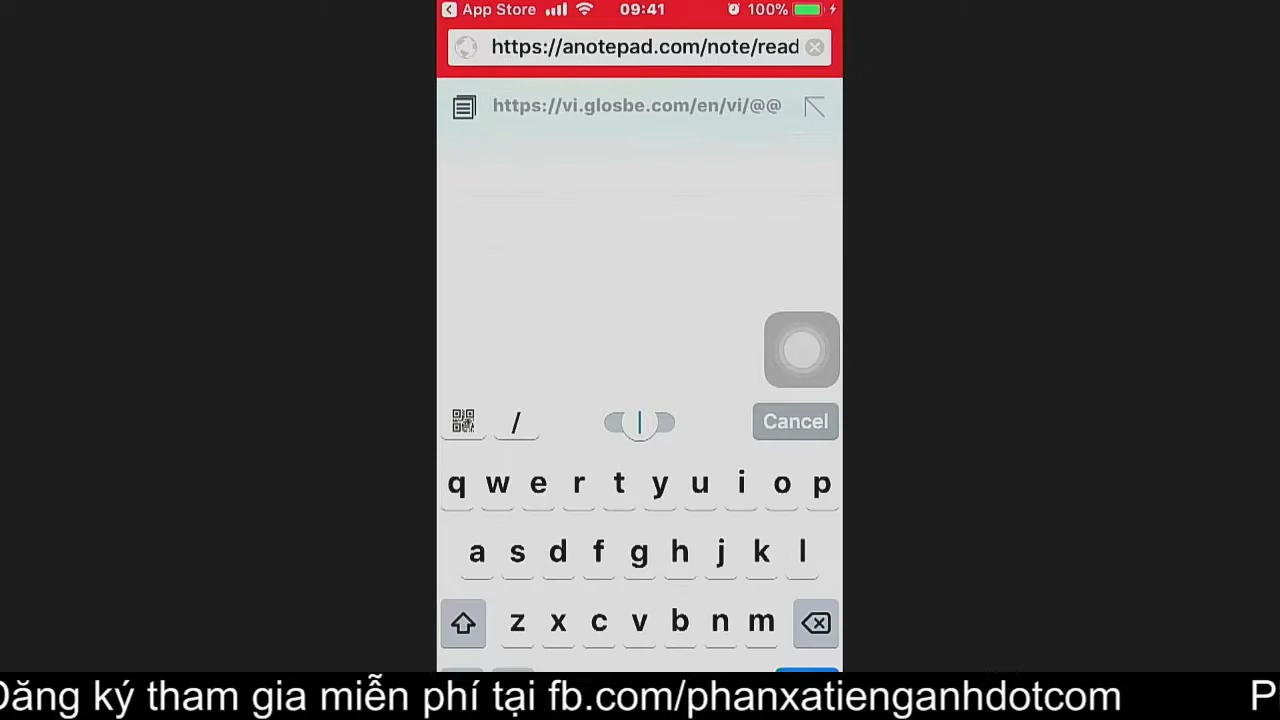 App Store 09:41 100%
https://anotepad.com/note/read
https://vi.glosbe.com/en/vi/@@
/ Cancel
q w e r t y u i o p
a s d f g h j k l
z x c v b n m
Đăng ký tham gia miễn phí tại fb.com/phanxatienganhdotcom P